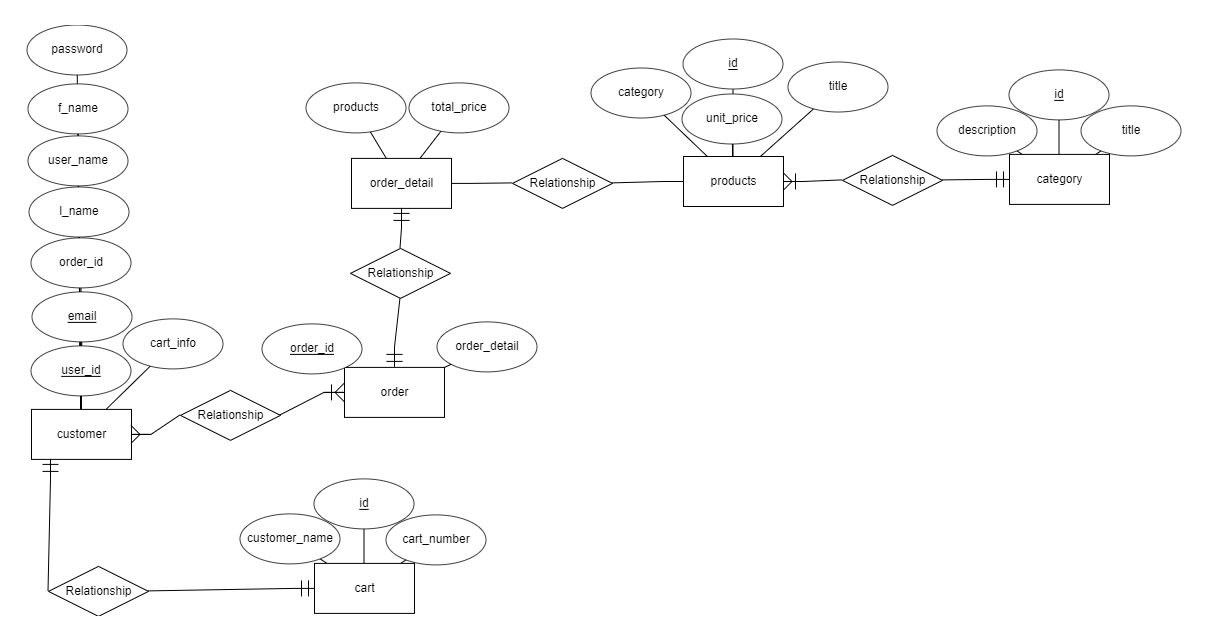 password
f_name
user_name
l_name
order_id
email
user_id
cart_info
customer
Relationship
order_id
order_detail
order
Relationship
products
total_price
order_detail
Relationship
category
id
unit_price
title
products
Relationship
description
id
title
category
Relationship
customer_name
id
cart_number
cart